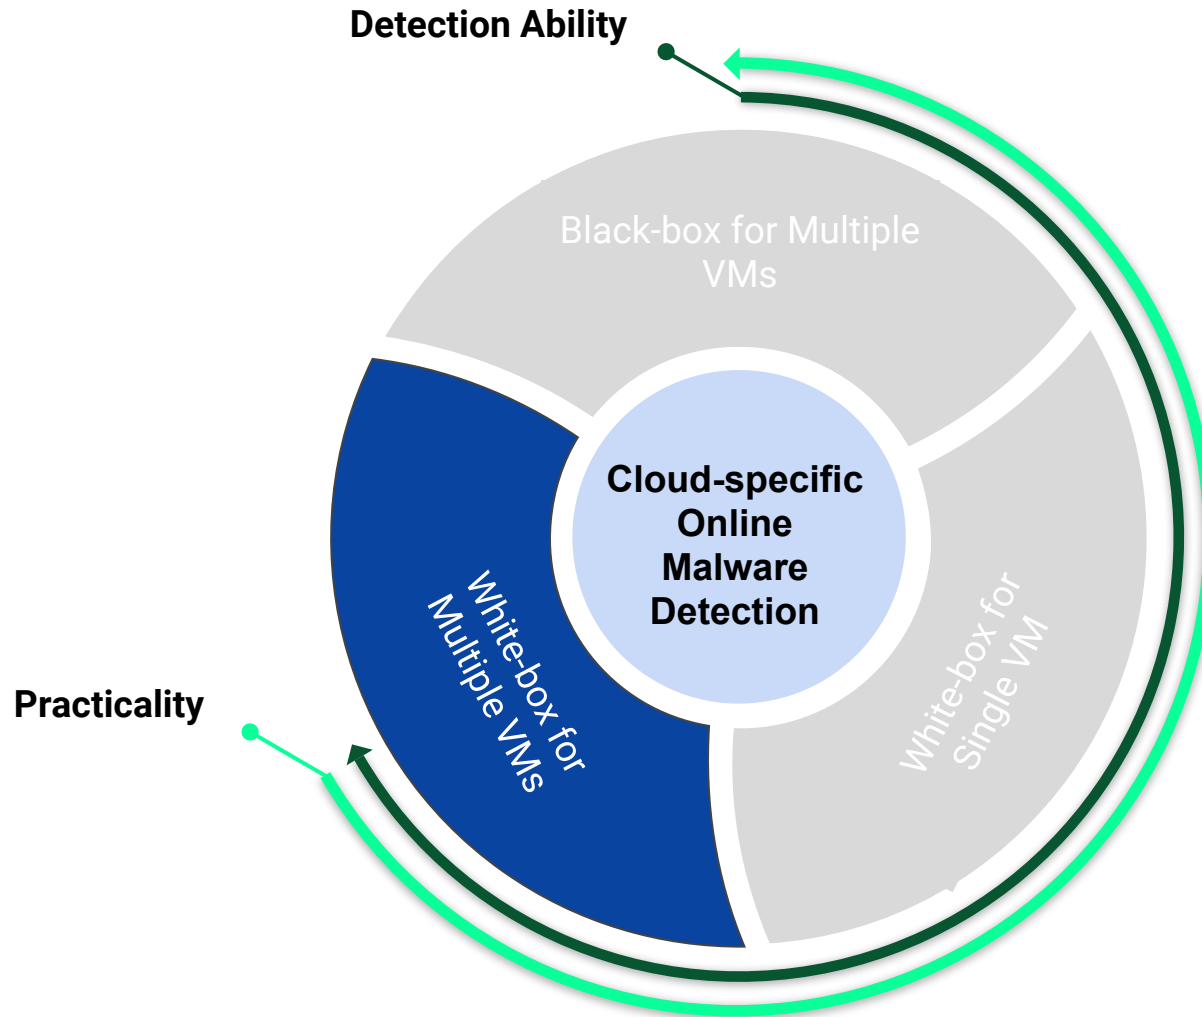 Detection Ability
Black-box for Multiple
VMs
Cloud-specific
Online
Malware
Detection
White-box for
Multiple VMs
White-box for
Single VM
Practicality